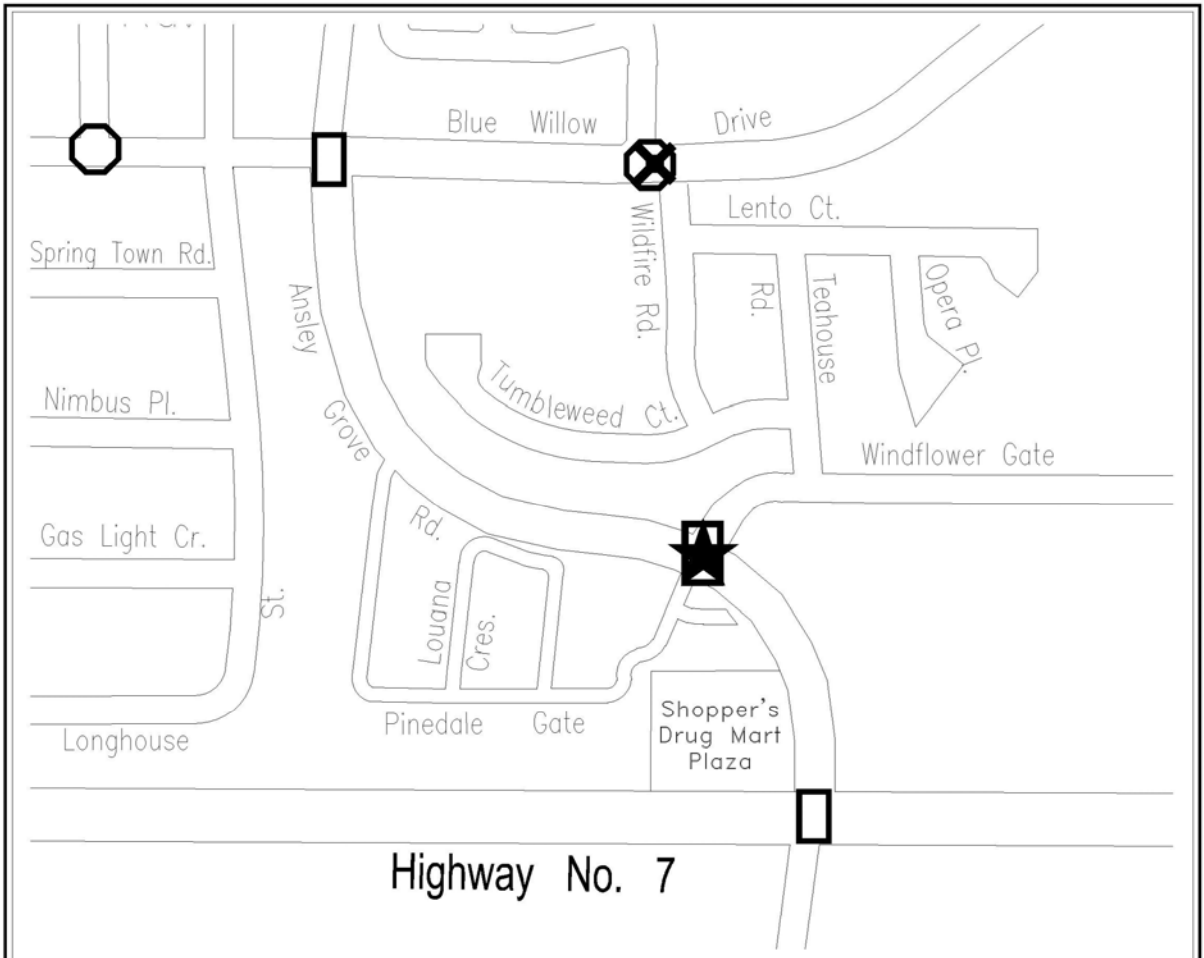 Blue Willow Drive
Lento Ct.
Spring Town Rd.
Wildfire Rd.
Ansley Grove Rd.
Teahouse Rd.
Opera Pl.
Tumbleweed Ct.
Nimbus Pl.
Windflower Gate
Gas Light Cr.
Louana Cres.
Longhouse St.
Pinedale Gate
Shopper's
Drug Mart
Plaza
Highway No. 7